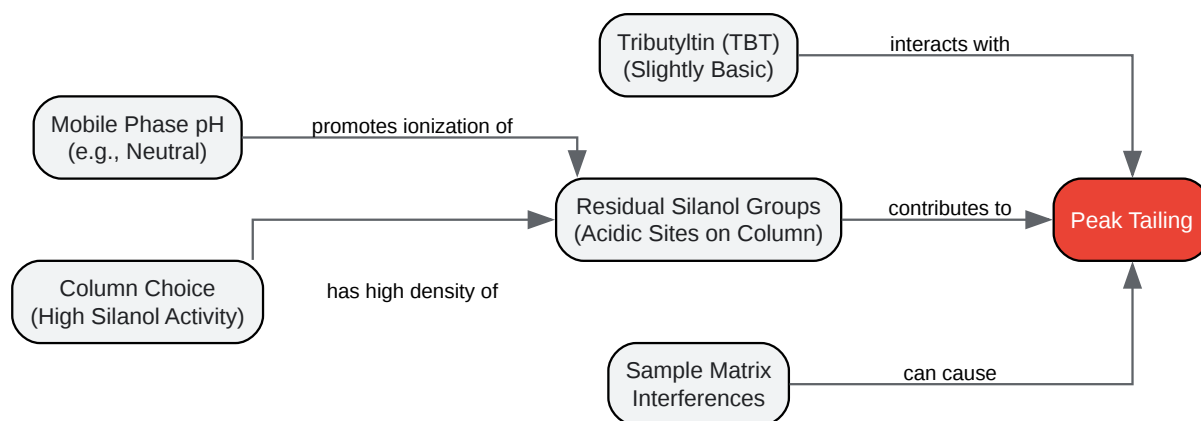 Tributyltin (TBT)
(Slightly Basic)
interacts with
Mobile Phase pH
(e.g., Neutral)
promotes ionization of
Residual Silanol Groups
(Acidic Sites on Column)
contributes to
Peak Tailing
Column Choice
(High Silanol Activity)
has high density of
Sample Matrix
Interferences
can cause